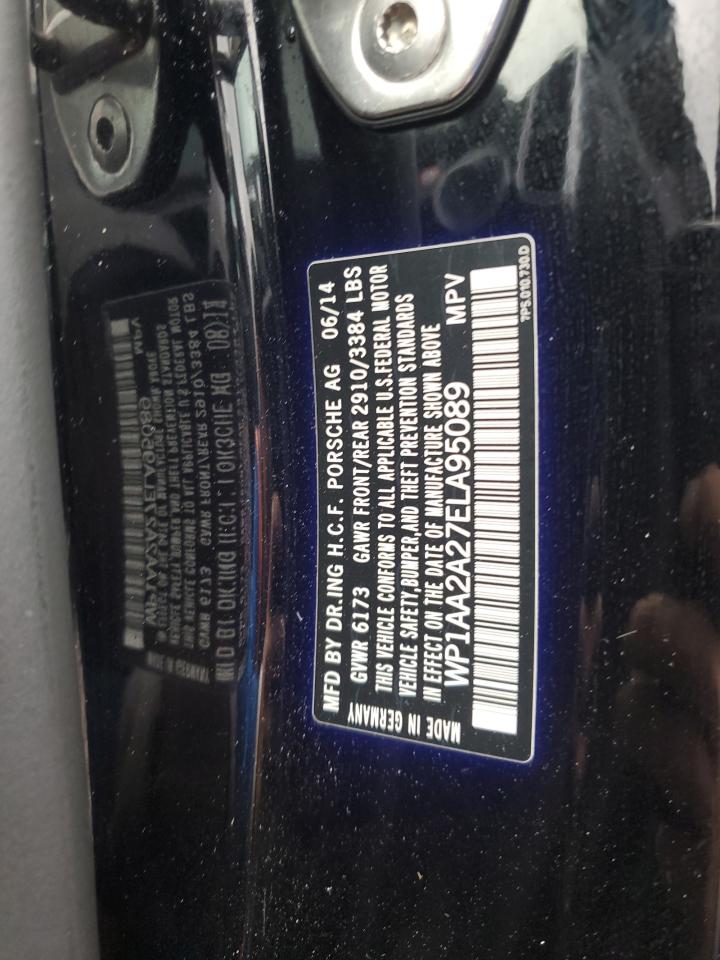 MFD BY DR.ING H.C.F. PORSCHE AG 06/14
GVWR 6173 GAWR FRONT/REAR 2910/3384 LBS
THIS VEHICLE CONFORMS TO ALL APPLICABLE U.S.FEDERAL MOTOR
VEHICLE SAFETY,BUMPER,AND THEFT PREVENTION STANDARDS
IN EFFECT ON THE DATE OF MANUFACTURE SHOWN ABOVE
WP1AA2A27ELA95089 MPV
MADE IN GERMANY
7P5.010.730.D